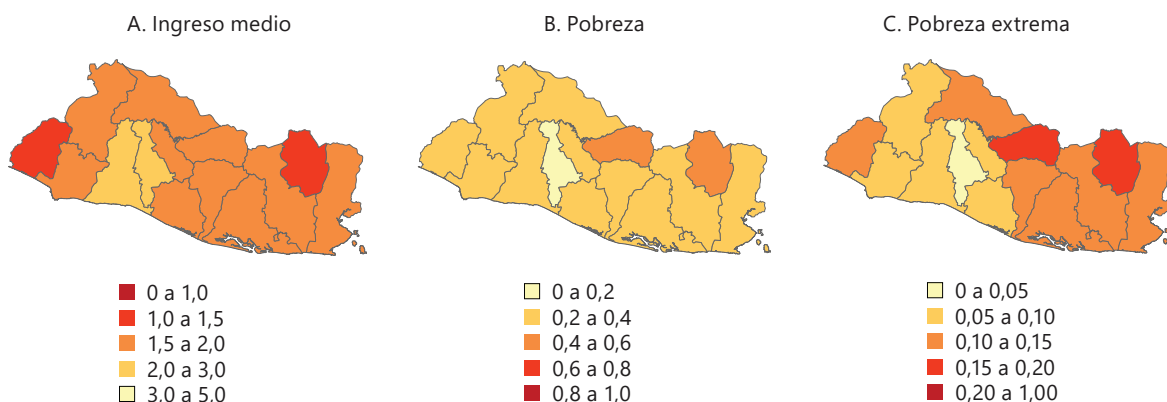 A. Ingreso medio
0 a 1,0
1,0 a 1,5
1,5 a 2,0
2,0 a 3,0
3,0 a 5,0
B. Pobreza
0 a 0,2
0,2 a 0,4
0,4 a 0,6
0,6 a 0,8
0,8 a 1,0
C. Pobreza extrema
0 a 0,05
0,05 a 0,10
0,10 a 0,15
0,15 a 0,20
0,20 a 1,00